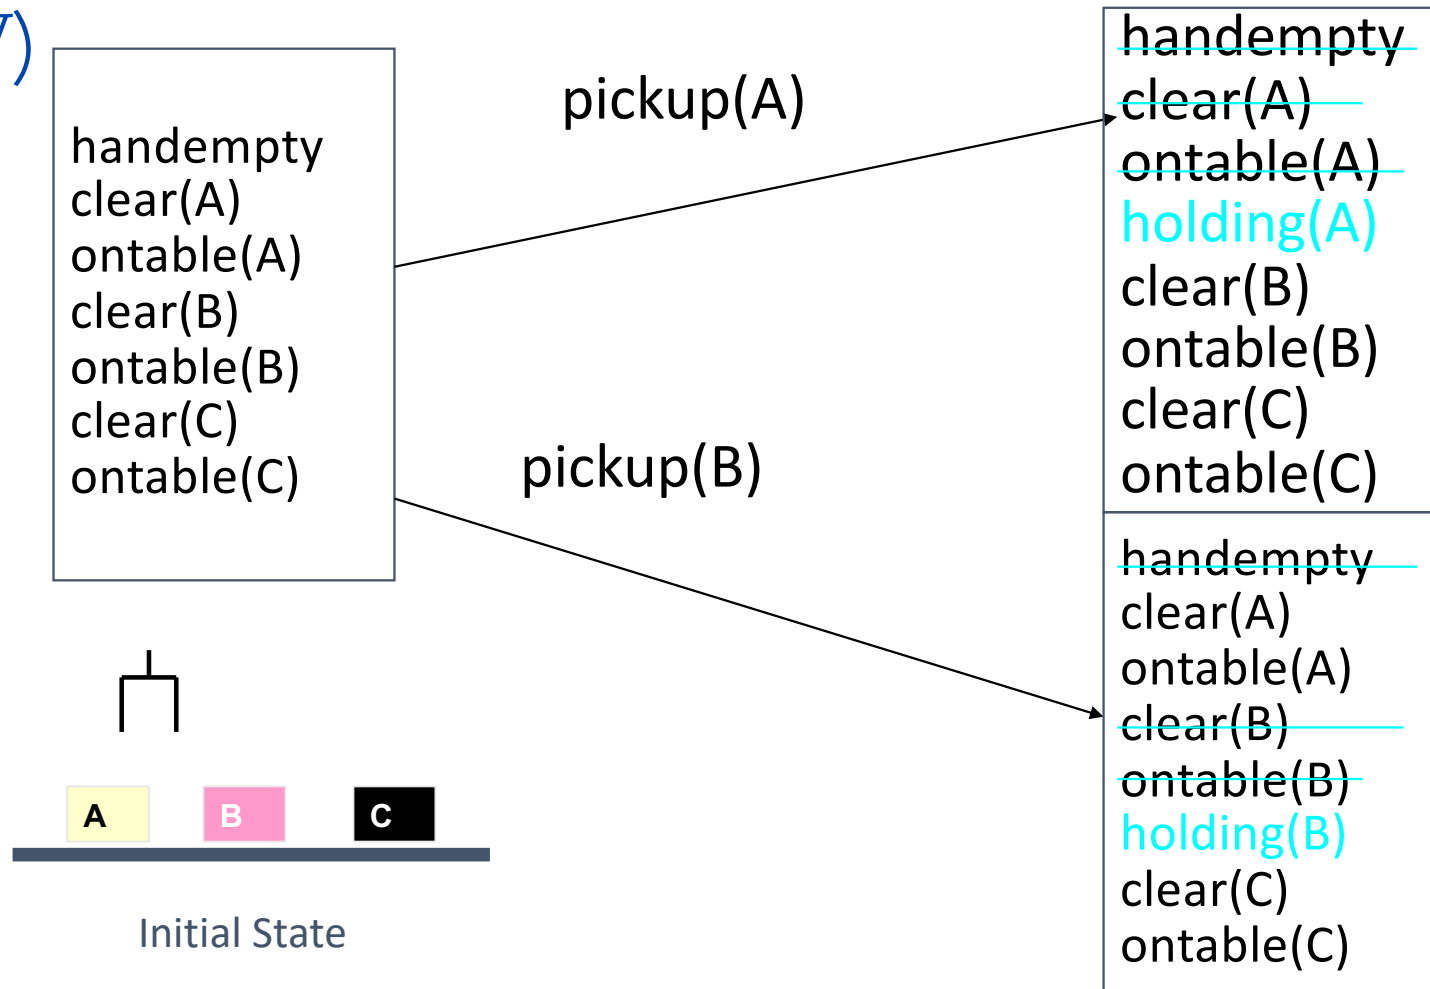 )
handempty
clear(A)
ontable(A)
clear(B)
ontable(B)
clear(C)
ontable(C)
pickup(A)
pickup(B)
handempty
clear(A)
ontable(A)
holding(A)
clear(B)
ontable(B)
clear(C)
ontable(C)
handempty
clear(A)
ontable(A)
clear(B)
ontable(B)
holding(B)
clear(C)
ontable(C)
A
B
C
Initial State